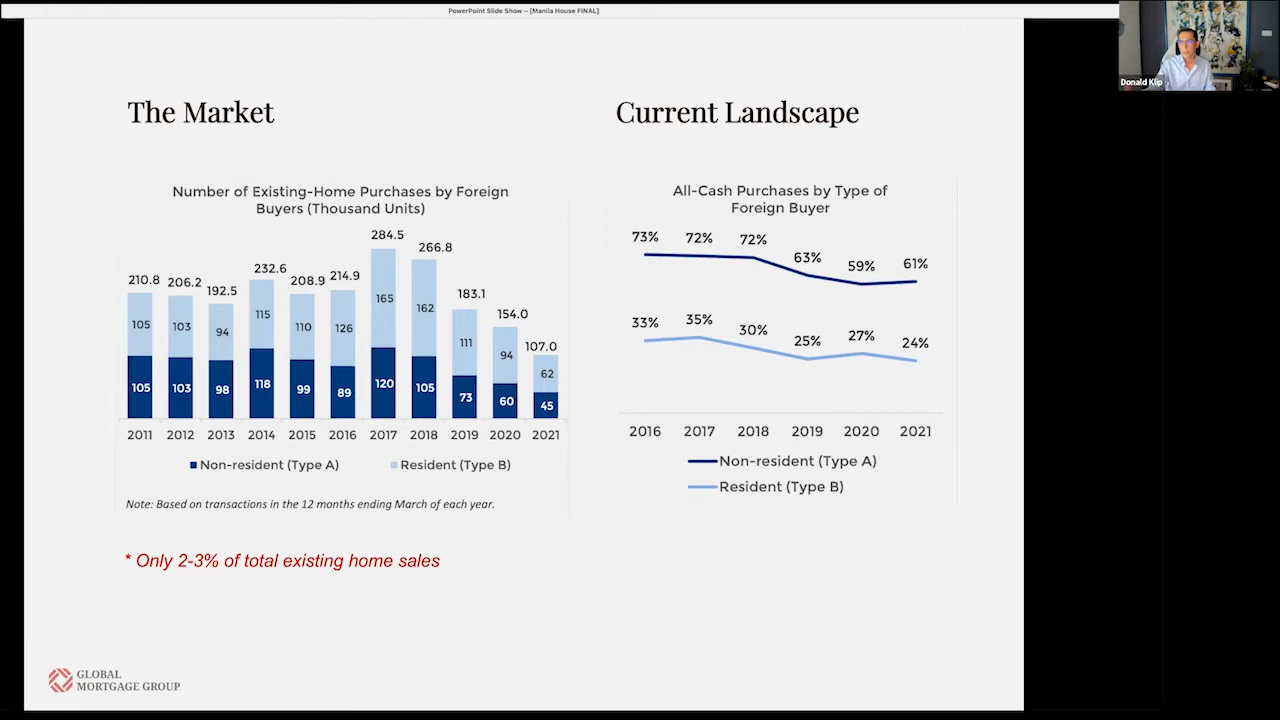 PowerPoint Slide Show – [Manila House FINAL]
Donald Klip
The Market
Number of Existing-Home Purchases by Foreign
Buyers (Thousand Units)
210.8 206.2 192.5 232.6 208.9 214.9 284.5 266.8 183.1 154.0 107.0
105 103 94 115 110 126 165 162 111 94 62
105 103 98 118 99 89 120 105 73 60 45
2011 2012 2013 2014 2015 2016 2017 2018 2019 2020 2021
Non-resident (Type A) Resident (Type B)
Note: Based on transactions in the 12 months ending March of each year.
* Only 2-3% of total existing home sales
Current Landscape
All-Cash Purchases by Type of
Foreign Buyer
73% 72% 72% 63% 59% 61%
33% 35% 30% 25% 27% 24%
2016 2017 2018 2019 2020 2021
Non-resident (Type A)
Resident (Type B)
GLOBAL
MORTGAGE GROUP